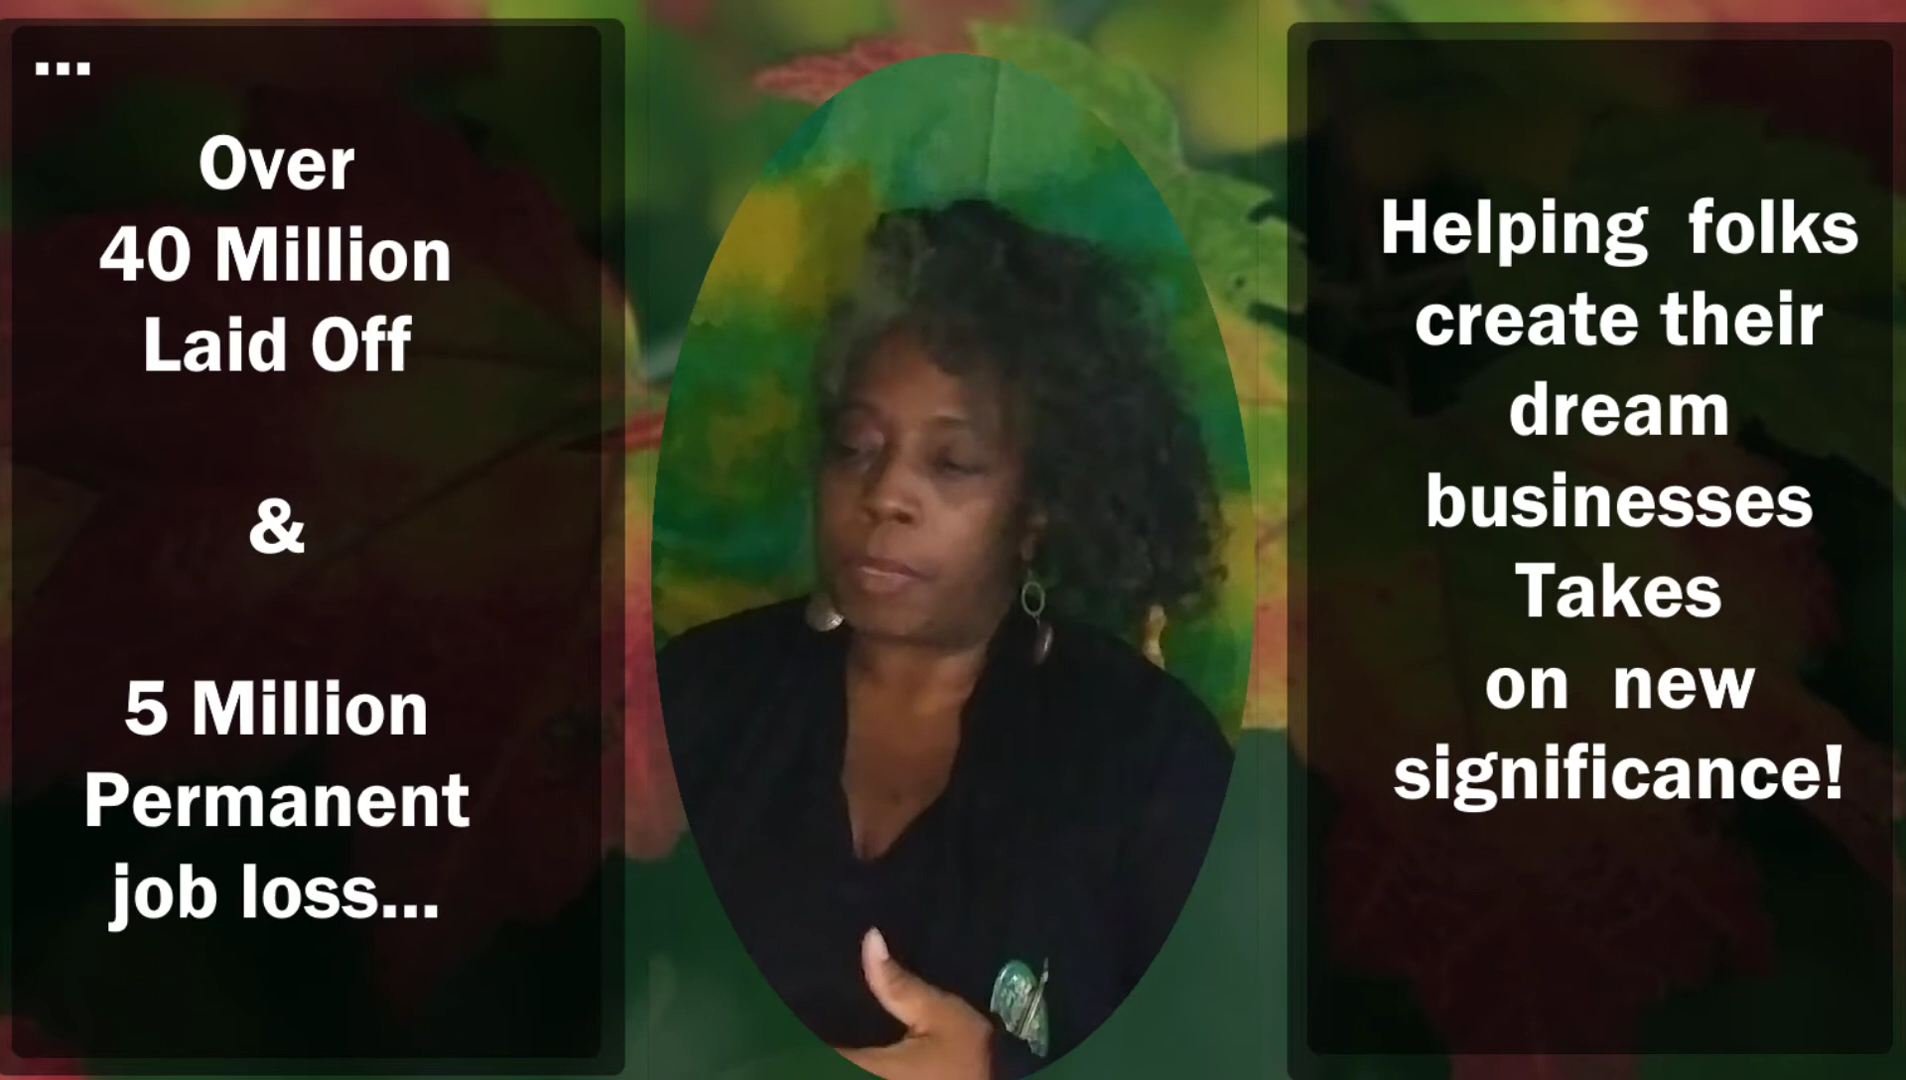 ...
Over
40 Million
Laid Off
&
5 Million
Permanent
job loss...
Helping folks
create their
dream
businesses
Takes
on new
significance!